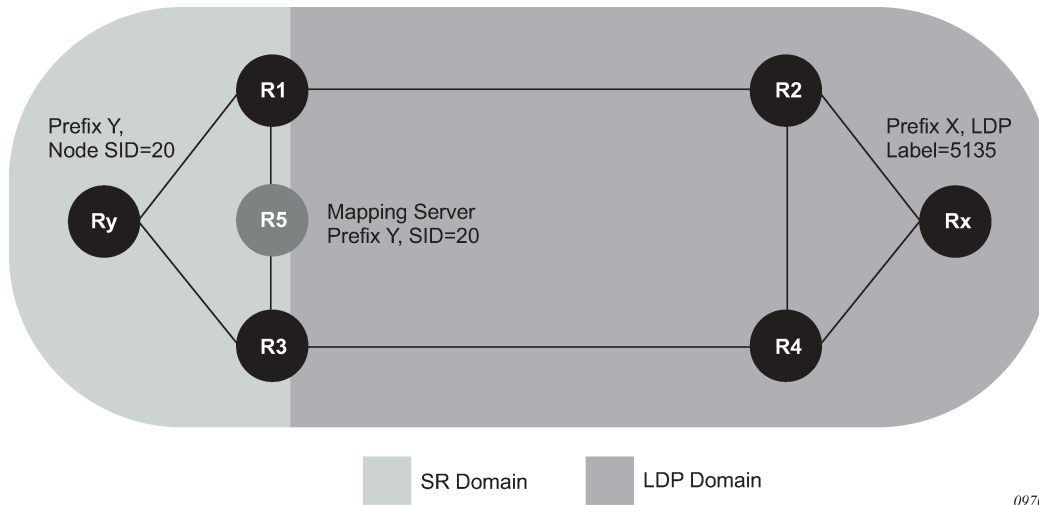 R1
R2
Prefix Y,
Node SID=20
Prefix X, LDP
Label=5135
Ry
R5
Mapping Server
Prefix Y, SID=20
Rx
R3
R4
SR Domain
LDP Domain